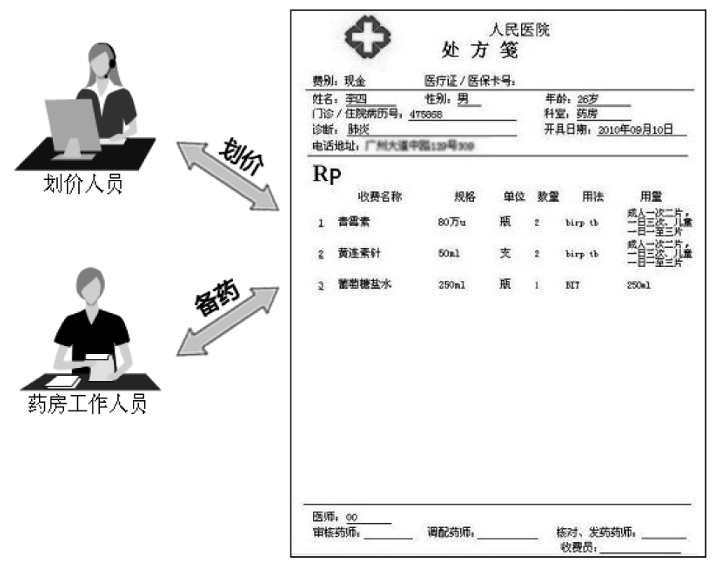 人民医院
处方笺
费别：现金 医疗证/医保卡号：
姓名：李四 性别：男 年龄：26岁
门诊/住院病历号：475868 科室：药房
诊断：肺炎 开具日期：2010年09月10日
电话地址：广州大道中路129号309
Rp
收费名称 规格 单位 数量 用法 用量
1 青霉素 80万u 瓶 2 birp tb 成人一次二片，
一日三次、儿童
一日一至三片
2 黄连素针 50ml 支 2 birp tb 成人一次二片，
一日三次、儿童
一日一至三片
3 葡萄糖盐水 250ml 瓶 1 BIT 250ml
医师：00
审核药师： 调配药师： 核对、发药药师：
收费员：
划价
划价人员
备药
药房工作人员